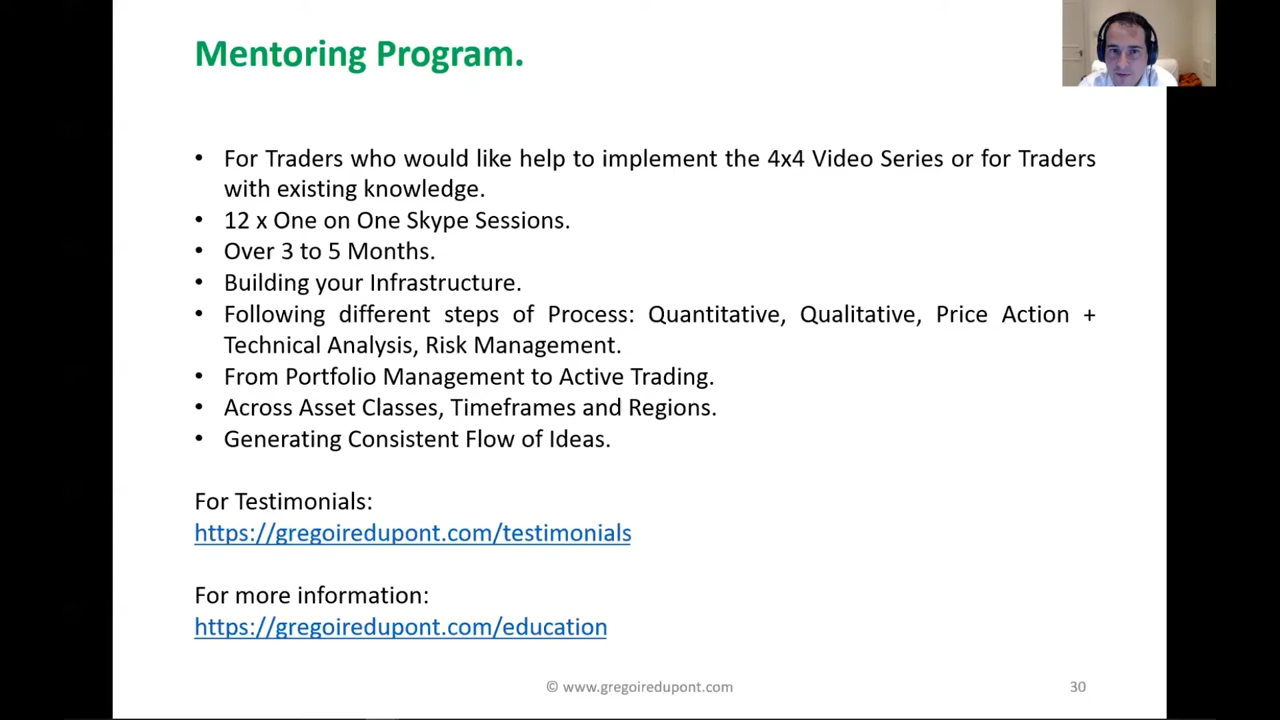 Mentoring Program.
• For Traders who would like help to implement the 4x4 Video Series or for Traders
with existing knowledge.
• 12 x One on One Skype Sessions.
• Over 3 to 5 Months.
• Building your Infrastructure.
• Following different steps of Process: Quantitative, Qualitative, Price Action +
Technical Analysis, Risk Management.
• From Portfolio Management to Active Trading.
• Across Asset Classes, Timeframes and Regions.
• Generating Consistent Flow of Ideas.
For Testimonials:
https://gregoiredupont.com/testimonials
For more information:
https://gregoiredupont.com/education
© www.gregoiredupont.com
30